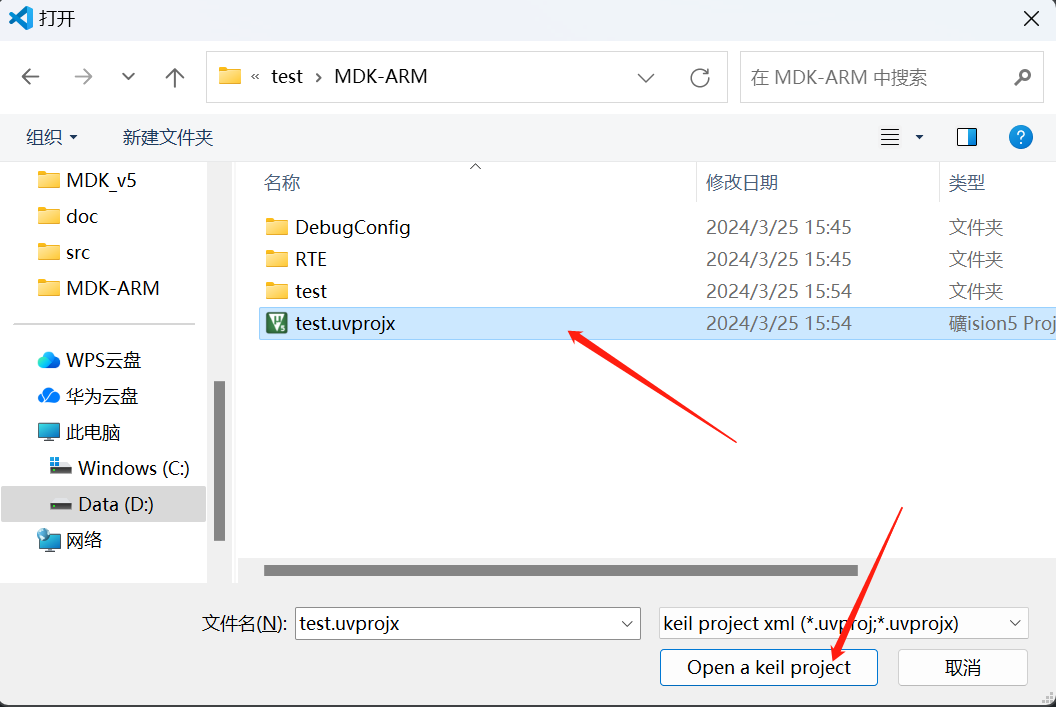 打开
« test › MDK-ARM
在 MDK-ARM 中搜索
组织
新建文件夹
MDK_v5
doc
src
MDK-ARM
WPS云盘
华为云盘
此电脑
Windows (C:)
Data (D:)
网络
名称 修改日期 类型
DebugConfig 2024/3/25 15:45 文件夹
RTE 2024/3/25 15:45 文件夹
test 2024/3/25 15:54 文件夹
test.uvprojx 2024/3/25 15:54 礦ision5 Proj
文件名(N): test.uvprojx
keil project xml (*.uvproj;*.uvprojx)
Open a keil project
取消